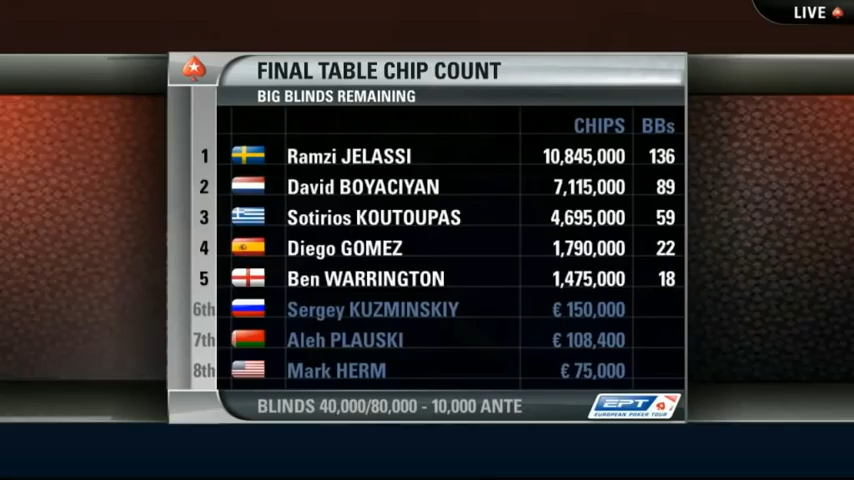 LIVE
FINAL TABLE CHIP COUNT
BIG BLINDS REMAINING
CHIPS BBs
1 Ramzi JELASSI 10,845,000 136
2 David BOYACIYAN 7,115,000 89
3 Sotirios KOUTOUPAS 4,695,000 59
4 Diego GOMEZ 1,790,000 22
5 Ben WARRINGTON 1,475,000 18
6th Sergey KUZMINSKIY € 150,000
7th Aleh PLAUSKI € 108,400
8th Mark HERM € 75,000
BLINDS 40,000/80,000 - 10,000 ANTE
EPT
EUROPEAN POKER TOUR